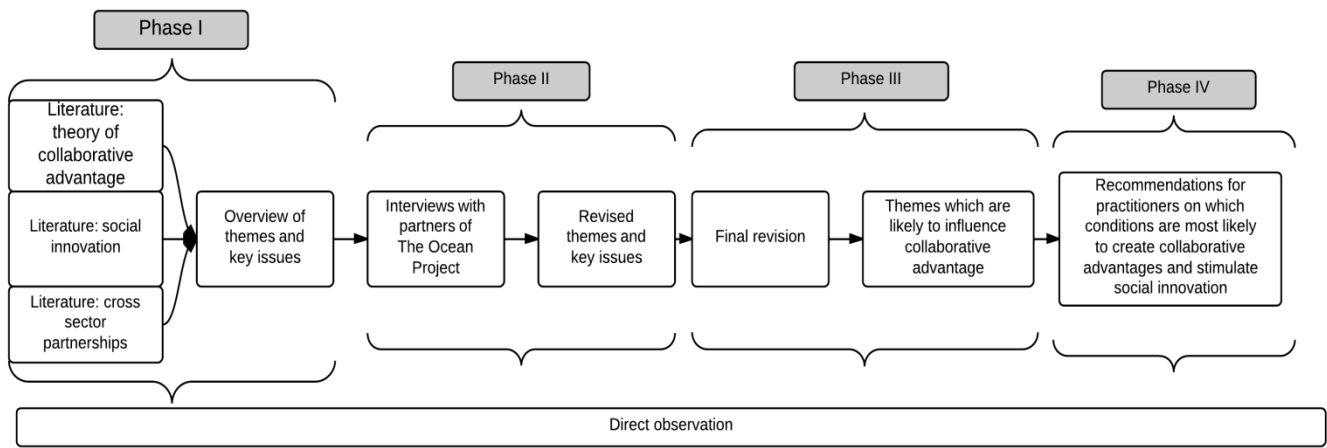 Phase I
Phase II
Phase III
Phase IV
Literature:
theory of
collaborative
advantage
Literature: social
innovation
Literature: cross
sector
partnerships
Overview of
themes and
key issues
Interviews with
partners of
The Ocean
Project
Revised
themes and
key issues
Final revision
Themes which are
likely to influence
collaborative
advantage
Recommendations for
practitioners on which
conditions are most likely
to create collaborative
advantages and stimulate
social innovation
Direct observation